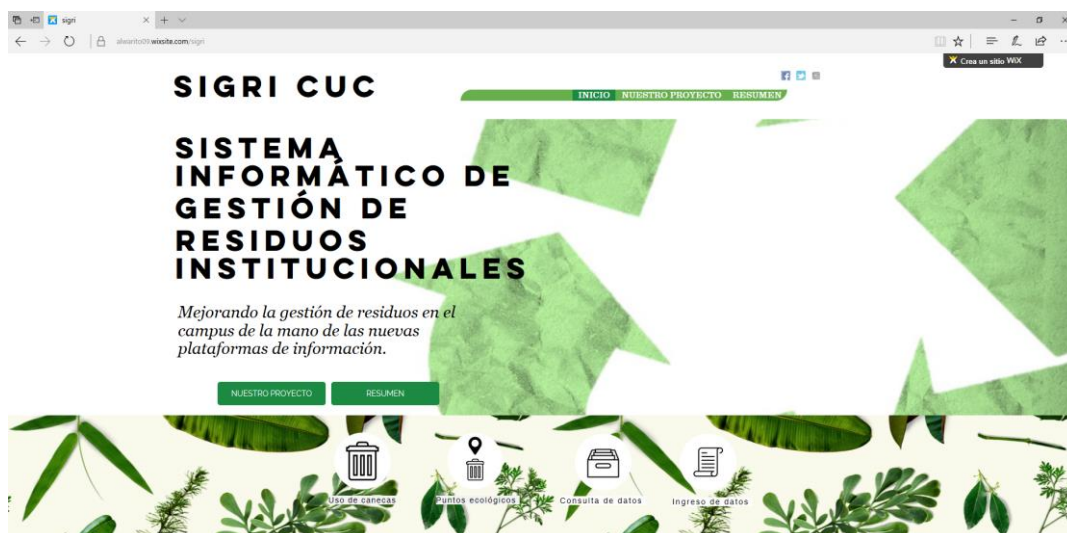 sigri
alvarito09.wixsite.com/sigri
Crea un sitio WiX
SIGRI CUC
INICIO NUESTRO PROYECTO RESUMEN
SISTEMA
INFORMÁTICO DE
GESTIÓN DE
RESIDUOS
INSTITUCIONALES
Mejorando la gestión de residuos en el
campus de la mano de las nuevas
plataformas de información.
NUESTRO PROYECTO RESUMEN
Uso de canecas Puntos ecológicos Consulta de datos Ingreso de datos